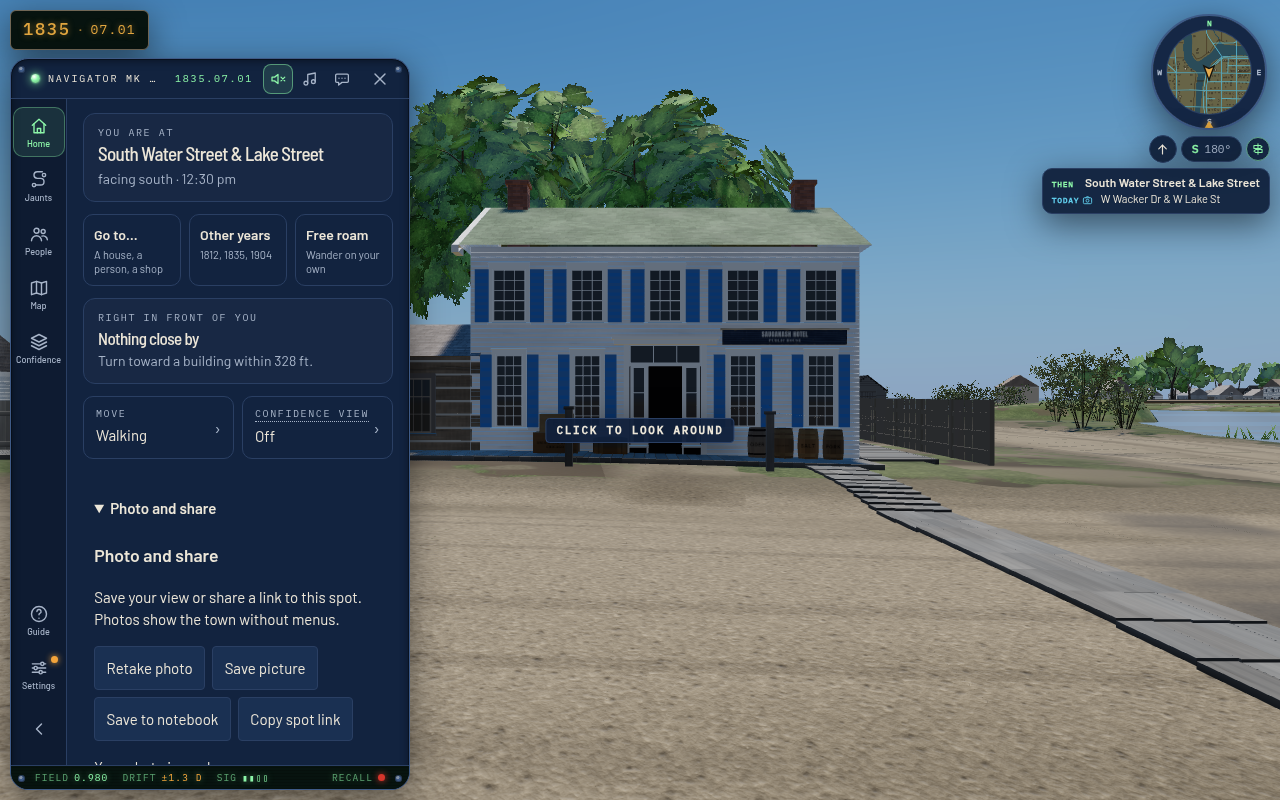 1835 · 07.01
NAVIGATOR MK …
1835.07.01
Home
Jaunts
People
Map
Confidence
Guide
Settings
YOU ARE AT
South Water Street & Lake Street
facing south · 12:30 pm
Go to…
A house, a
person, a shop
Other years
1812, 1835, 1904
Free roam
Wander on your
own
RIGHT IN FRONT OF YOU
Nothing close by
Turn toward a building within 328 ft.
MOVE
Walking
CONFIDENCE VIEW
Off
Photo and share
Photo and share
Save your view or share a link to this spot.
Photos show the town without menus.
Retake photo
Save picture
Save to notebook
Copy spot link
FIELD 0.980 DRIFT ±1.3 D SIG
RECALL
SAUGANASH HOTEL
CLICK TO LOOK AROUND
N
W
E
S
S 180°
THEN South Water Street & Lake Street
TODAY W Wacker Dr & W Lake St